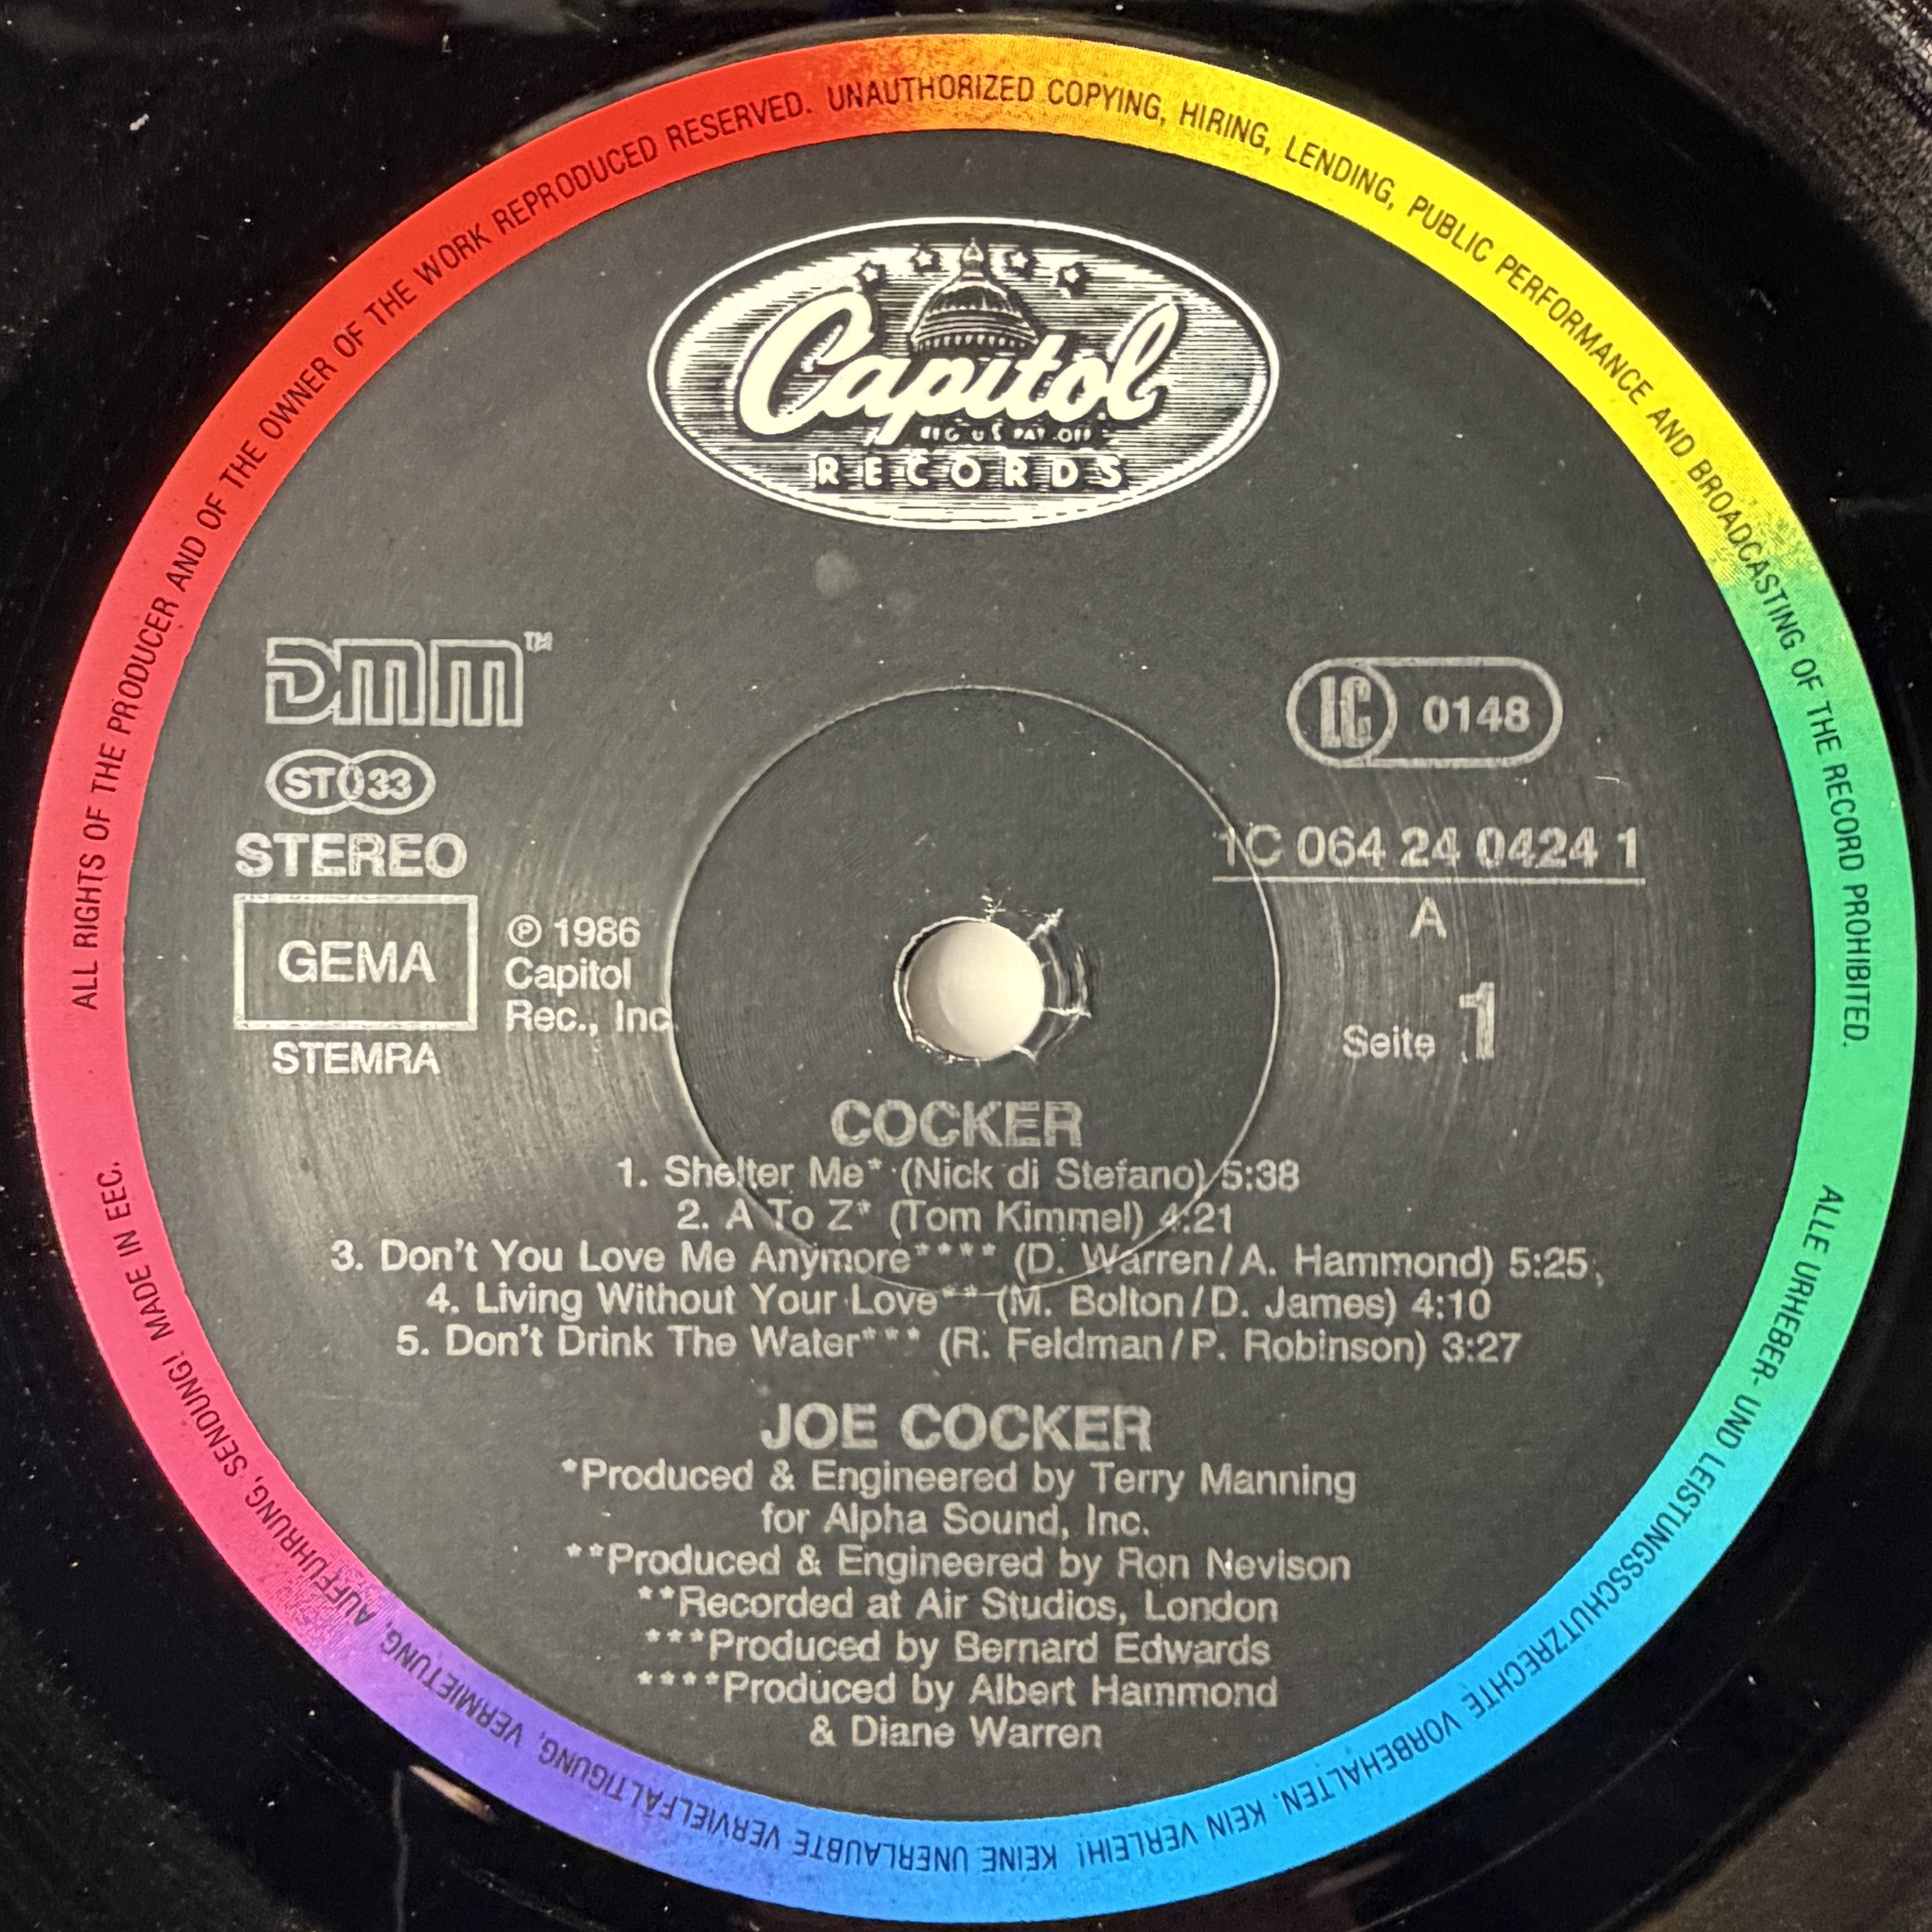 ALL RIGHTS OF THE PRODUCER AND OF THE OWNER OF THE WORK REPRODUCED RESERVED. UNAUTHORIZED COPYING, HIRING, LENDING, PUBLIC PERFORMANCE AND BROADCASTING OF THE RECORD PROHIBITED.
Capitol
REG. U.S. PAT. OFF.
RECORDS
DMM™
LC 0148
ST 33
STEREO
1C 064 24 0424 1
A
GEMA
℗ 1986
Capitol
Rec., Inc.
Seite 1
STEMRA
COCKER
1. Shelter Me* (Nick di Stefano) 5:38
2. A To Z* (Tom Kimmel) 4:21
3. Don't You Love Me Anymore**** (D. Warren/A. Hammond) 5:25
4. Living Without Your Love** (M. Bolton/D. James) 4:10
5. Don't Drink The Water*** (R. Feldman/P. Robinson) 3:27
JOE COCKER
*Produced & Engineered by Terry Manning
for Alpha Sound, Inc.
**Produced & Engineered by Ron Nevison
**Recorded at Air Studios, London
***Produced by Bernard Edwards
****Produced by Albert Hammond
& Diane Warren
ALLE URHEBER- UND LEISTUNGSSCHUTZRECHTE VORBEHALTEN. KEIN VERLEIH! KEINE UNERLAUBTE VERVIELFÄLTIGUNG, VERMIETUNG, AUFFÜHRUNG, SENDUNG! MADE IN EEC.